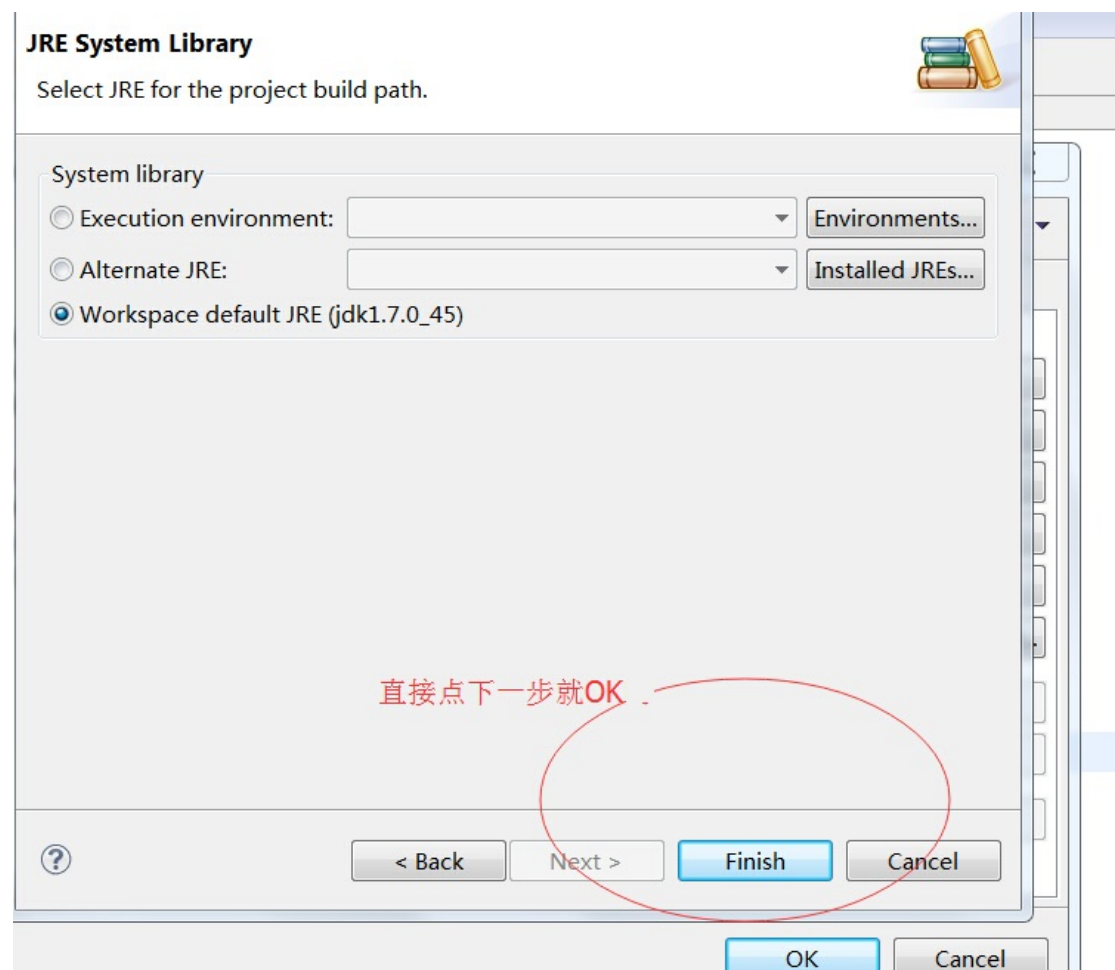 JRE System Library
Select JRE for the project build path.
System library
Execution environment:
Environments...
Alternate JRE:
Installed JREs...
Workspace default JRE (jdk1.7.0_45)
直接点下一步就OK
< Back
Next >
Finish
Cancel
OK
Cancel